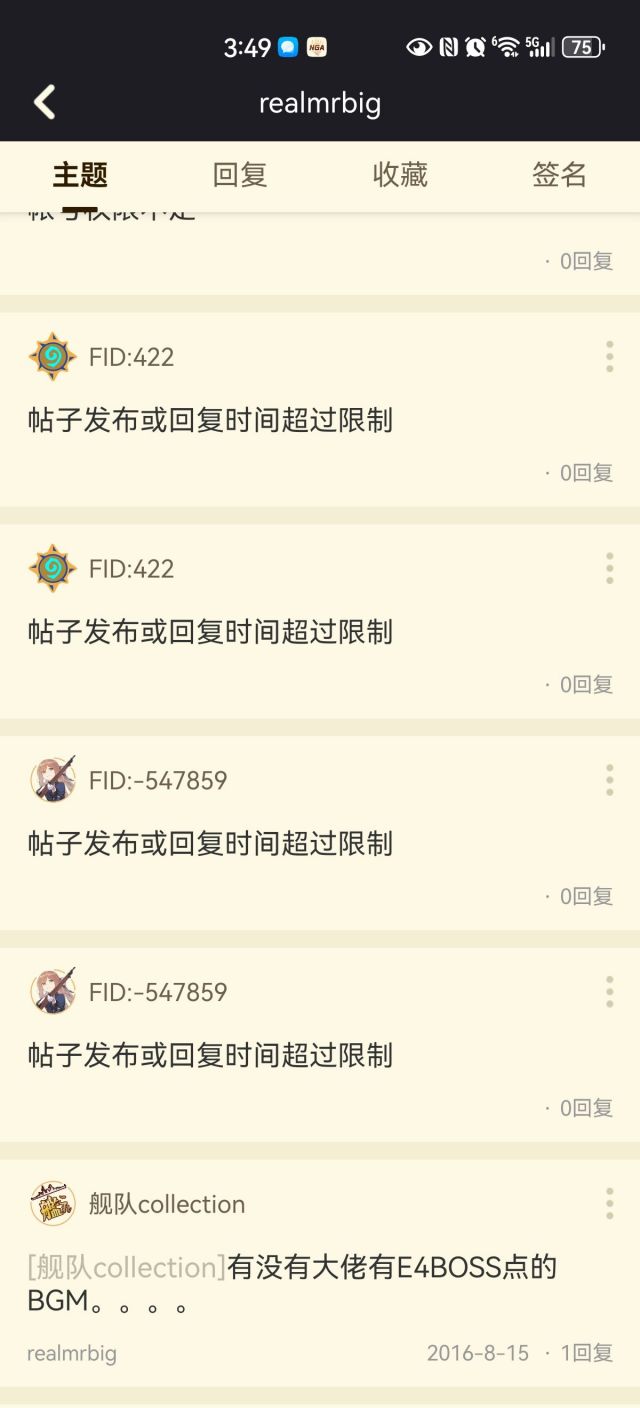 3:49
NGA
6
5G
75
realmrbig
主题
回复
收藏
签名
帐号权限不足
· 0回复
FID:422
帖子发布或回复时间超过限制
· 0回复
FID:422
帖子发布或回复时间超过限制
· 0回复
FID:-547859
帖子发布或回复时间超过限制
· 0回复
FID:-547859
帖子发布或回复时间超过限制
· 0回复
舰队collection
[舰队collection]有没有大佬有E4BOSS点的
BGM。。。。
realmrbig
2016-8-15 · 1回复